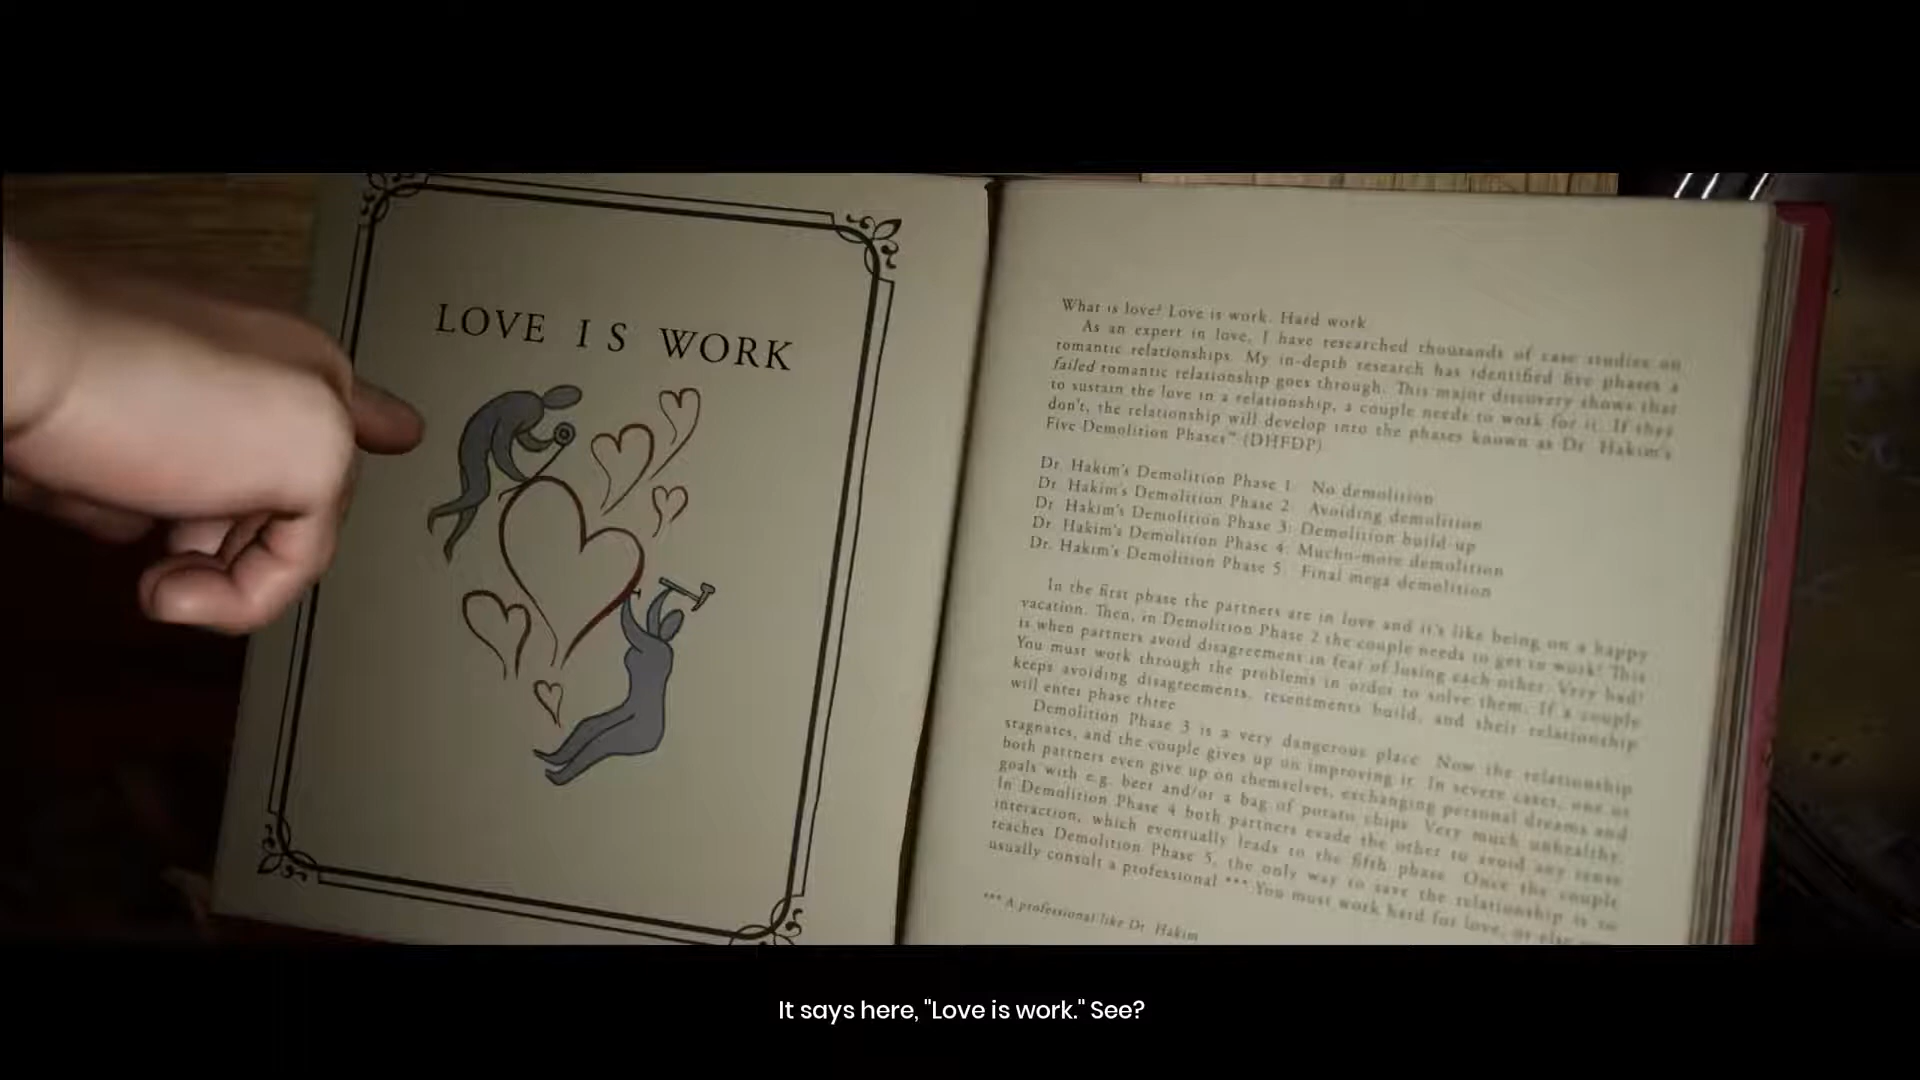 LOVE IS WORK
What is love? Love is work. Hard work.
As an expert in love, I have researched thousands of case studies on
romantic relationships. My in-depth research has identified five phases a
failed romantic relationship goes through. This major discovery shows that
to sustain the love in a relationship, a couple needs to work for it. If they
don't, the relationship will develop into the phases known as Dr. Hakim's
Five Demolition Phases™ (DHFDP).
Dr. Hakim's Demolition Phase 1: No demolition
Dr. Hakim's Demolition Phase 2: Avoiding demolition
Dr. Hakim's Demolition Phase 3: Demolition build-up
Dr. Hakim's Demolition Phase 4: Mucho-more demolition
Dr. Hakim's Demolition Phase 5: Final mega demolition
In the first phase the partners are in love and it's like being on a happy
vacation. Then, in Demolition Phase 2 the couple needs to get to work! This
is when partners avoid disagreement in fear of losing each other. Very bad!
You must work through the problems in order to solve them. If a couple
keeps avoiding disagreements, resentments build, and their relationship
will enter phase three.
Demolition Phase 3 is a very dangerous place. Now the relationship
stagnates, and the couple gives up on improving it. In severe cases, one or
both partners even give up on themselves, exchanging personal dreams and
goals with e.g. beer and/or a bag of potato chips. Very much unhealthy.
In Demolition Phase 4 both partners evade the other to avoid any tense
interaction, which eventually leads to the fifth phase. Once the couple
reaches Demolition Phase 5, the only way to save the relationship is to
usually consult a professional.*** You must work hard for love, or else
*** A professional like Dr. Hakim
It says here, "Love is work." See?